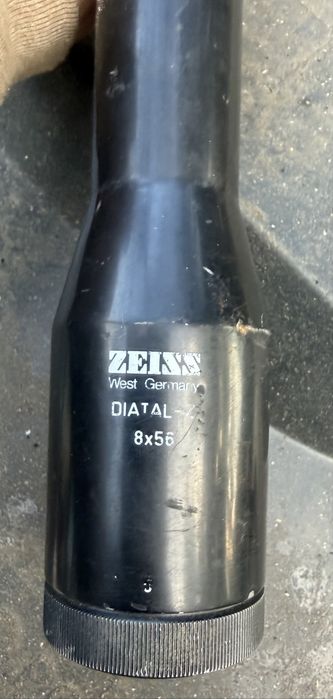 ZEISS
West Germany
DIATAL-Z
8x56